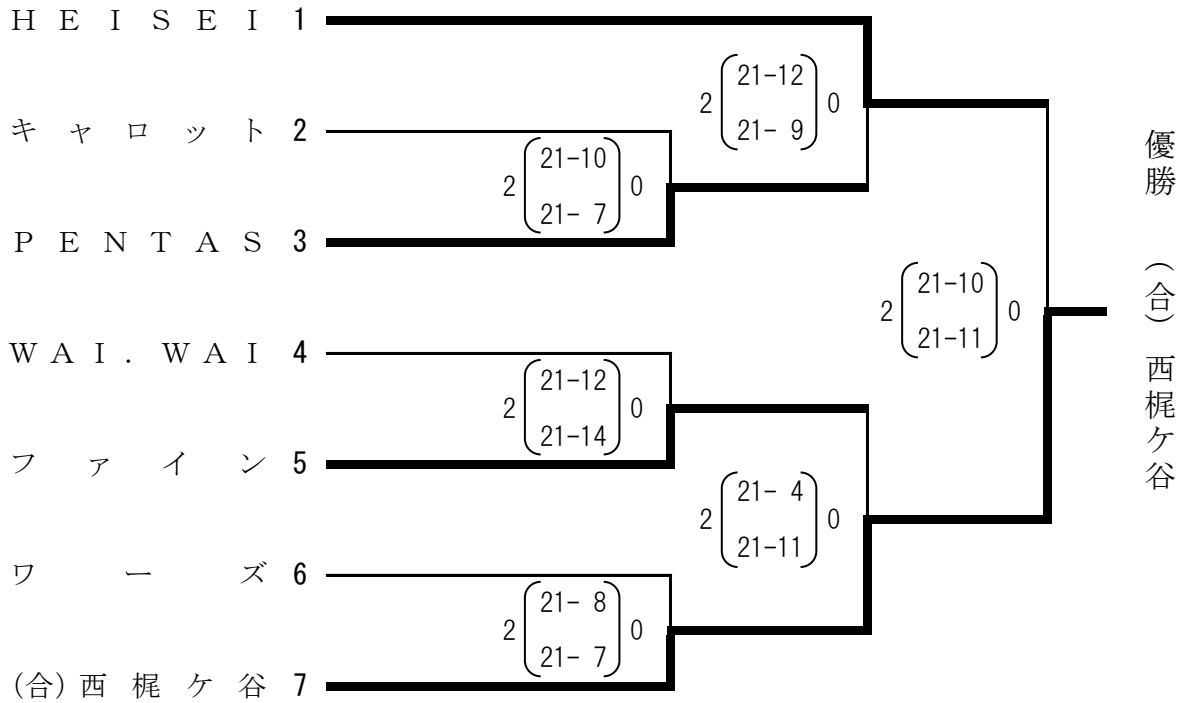 HEISEI 1
2 21-12 0
21- 9
キャロット 2
2 21-10 0
21- 7
PENTAS 3
2 21-10 0
21-11
WAI.WAI 4
2 21-12 0
21-14
ファイン 5
2 21- 4 0
21-11
ワーズ 6
2 21- 8 0
21- 7
(合)西梶ケ谷 7
優勝 (合)西梶ケ谷